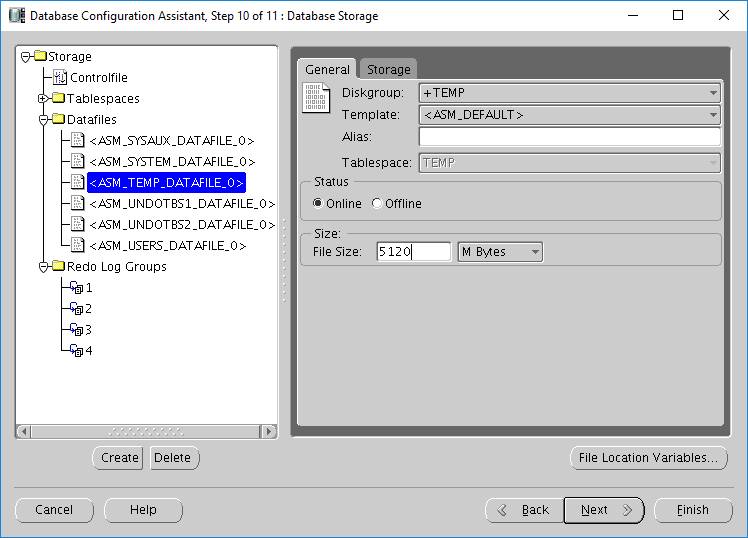 Database Configuration Assistant, Step 10 of 11 : Database Storage
Storage
Controlfile
Tablespaces
Datafiles
<ASM_SYSAUX_DATAFILE_0>
<ASM_SYSTEM_DATAFILE_0>
<ASM_TEMP_DATAFILE_0>
<ASM_UNDOTBS1_DATAFILE_0>
<ASM_UNDOTBS2_DATAFILE_0>
<ASM_USERS_DATAFILE_0>
Redo Log Groups
1
2
3
4
General Storage
Diskgroup: +TEMP
Template: <ASM_DEFAULT>
Alias:
Tablespace: TEMP
Status
Online Offline
Size:
File Size: 5120 M Bytes
Create Delete File Location Variables...
Cancel Help Back Next Finish